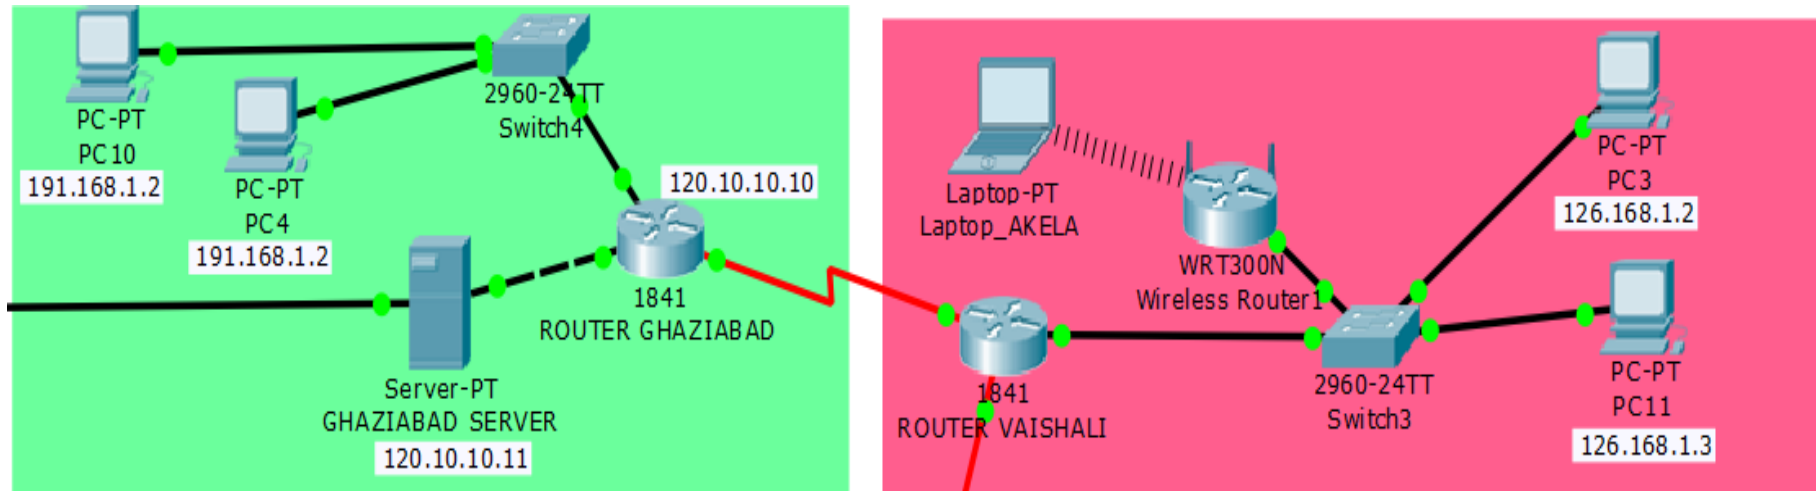 PC-PT
PC10
191.168.1.2
PC-PT
PC4
191.168.1.2
2960-24TT
Switch4
120.10.10.10
1841
ROUTER GHAZIABAD
Server-PT
GHAZIABAD SERVER
120.10.10.11
Laptop-PT
Laptop_AKELA
WRT300N
Wireless Router1
1841
ROUTER VAISHALI
2960-24TT
Switch3
PC-PT
PC3
126.168.1.2
PC-PT
PC11
126.168.1.3